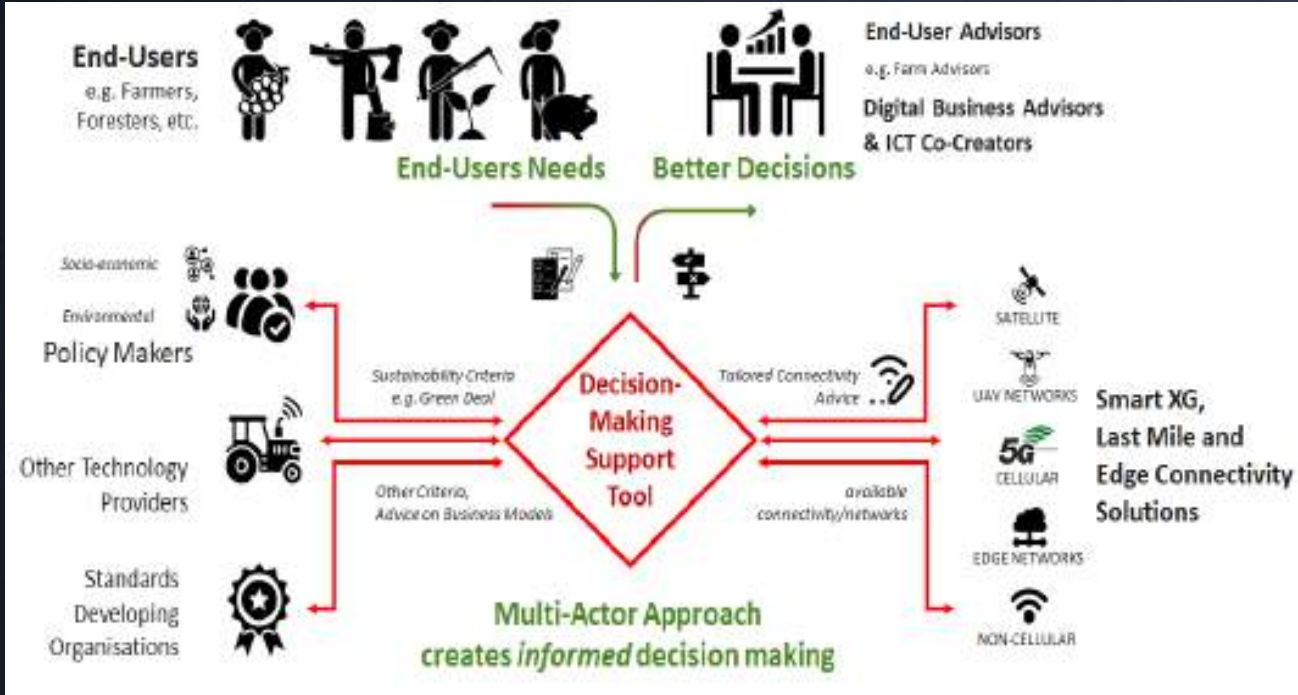 End-Users
e.g. Farmers,
Foresters, etc.
End-User Advisors
e.g. Farm Advisors
Digital Business Advisors
& ICT Co-Creators
End-Users Needs
Better Decisions
Socio-economic
Environmental
Policy Makers
Sustainability Criteria
e.g. Green Deal
Other Technology
Providers
Other Criteria,
Advice on Business Models
Standards
Developing
Organisations
Decision-
Making
Support
Tool
Tailored Connectivity
Advice
available
connectivity/networks
SATELLITE
UAV NETWORKS
5G
CELLULAR
EDGE NETWORKS
NON-CELLULAR
Smart XG,
Last Mile and
Edge Connectivity
Solutions
Multi-Actor Approach
creates informed decision making